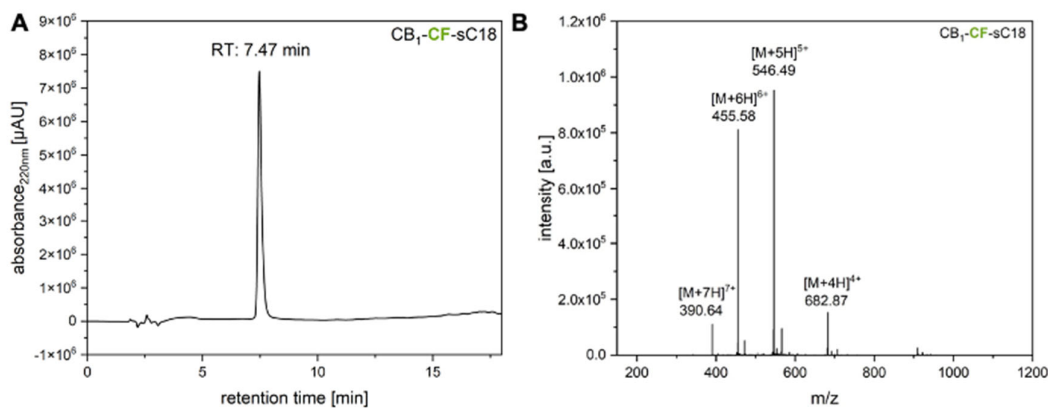 A
CB₁-CF-sC18
RT: 7.47 min
9×10⁶
8×10⁶
7×10⁶
6×10⁶
5×10⁶
4×10⁶
3×10⁶
2×10⁶
1×10⁶
0
-1×10⁶
absorbance₂₂₀ₙₘ [µAU]
0 5 10 15
retention time [min]
B
CB₁-CF-sC18
[M+5H]⁵⁺
546.49
[M+6H]⁶⁺
455.58
[M+7H]⁷⁺
390.64
[M+4H]⁴⁺
682.87
1.2x10⁶
1.0x10⁶
8.0x10⁵
6.0x10⁵
4.0x10⁵
2.0x10⁵
0.0
intensity [a.u.]
200 400 600 800 1000 1200
m/z